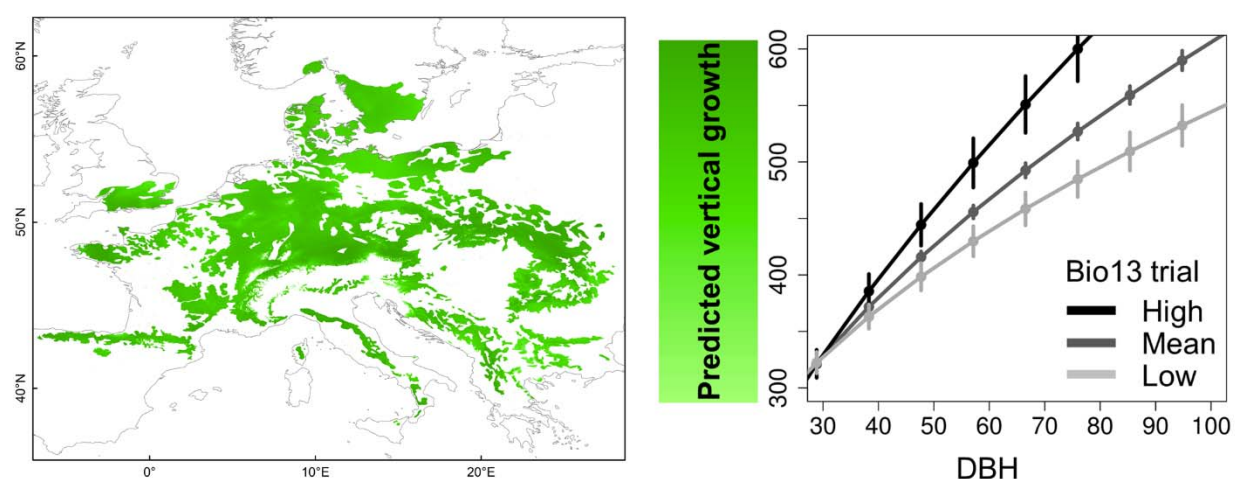 60°N
50°N
40°N
0°
10°E
20°E
Predicted vertical growth
600
500
400
300
Bio13 trial
High
Mean
Low
30 40 50 60 70 80 90 100
DBH